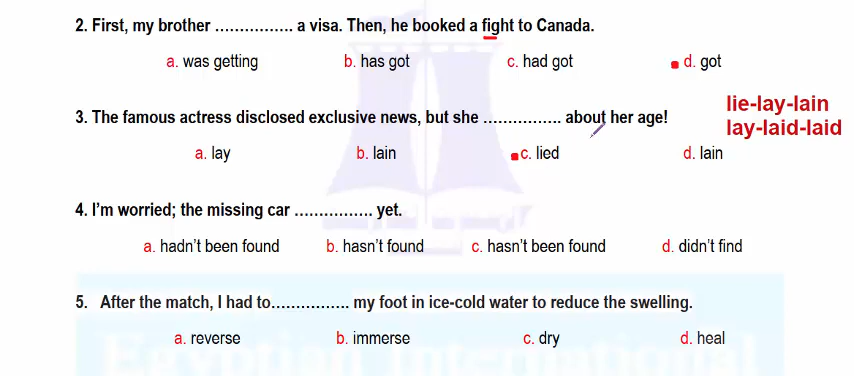 2. First, my brother ................ a visa. Then, he booked a fight to Canada.
a. was getting b. has got c. had got d. got
3. The famous actress disclosed exclusive news, but she ................ about her age!
lie-lay-lain
lay-laid-laid
a. lay b. lain c. lied d. lain
4. I'm worried; the missing car ................ yet.
a. hadn't been found b. hasn't found c. hasn't been found d. didn't find
5. After the match, I had to................ my foot in ice-cold water to reduce the swelling.
a. reverse b. immerse c. dry d. heal
Egyptian International